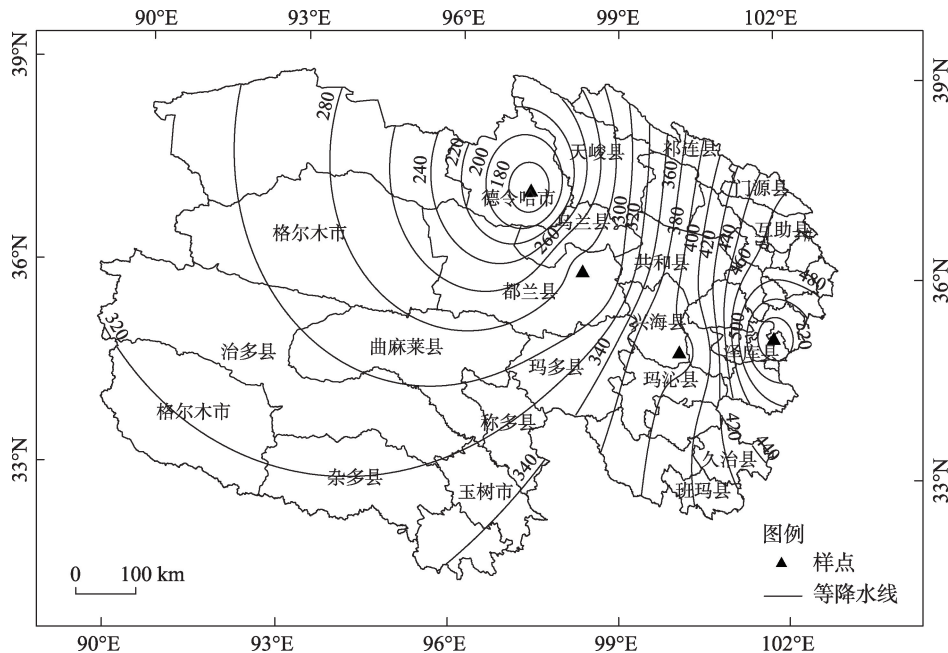 90°E 93°E 96°E 99°E 102°E
39°N
39°N
280
天峻县
祁连县
220
200
240
180
360
门源县
德令哈市
300
320
乌兰县
380
互助县
格尔木市
260
400
420
440
460
36°N
共和县
36°N
都兰县
480
320
兴海县
500
520
治多县
曲麻莱县
340
泽库县
玛多县
玛沁县
格尔木市
称多县
420
440
33°N
久治县
杂多县
340
玉树市
班玛县
33°N
图例
样点
等降水线
0 100 km
90°E 93°E 96°E 99°E 102°E